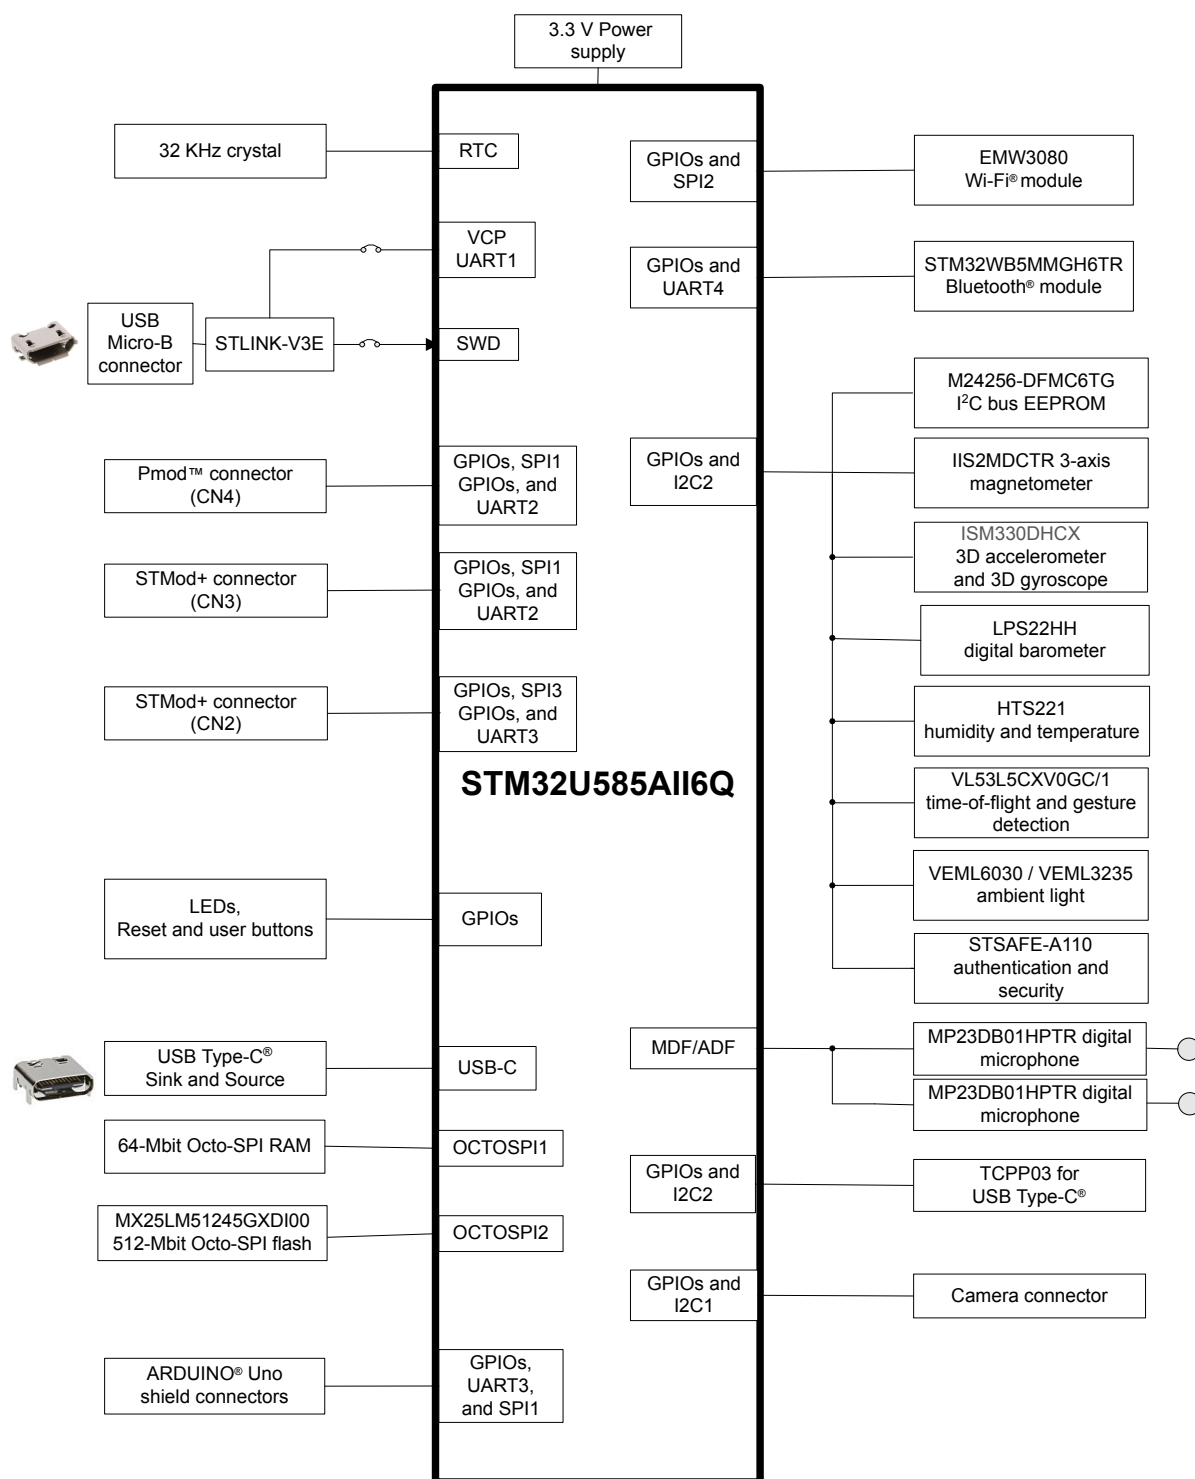 3.3 V Power
supply
32 KHz crystal
RTC
VCP
UART1
USB
Micro-B
connector
STLINK-V3E
SWD
Pmod™ connector
(CN4)
GPIOs, SPI1
GPIOs, and
UART2
STMod+ connector
(CN3)
GPIOs, SPI1
GPIOs, and
UART2
STMod+ connector
(CN2)
GPIOs, SPI3
GPIOs, and
UART3
STM32U585AII6Q
LEDs,
Reset and user buttons
GPIOs
USB Type-C®
Sink and Source
USB-C
64-Mbit Octo-SPI RAM
OCTOSPI1
MX25LM51245GXDI00
512-Mbit Octo-SPI flash
OCTOSPI2
ARDUINO® Uno
shield connectors
GPIOs,
UART3,
and SPI1
GPIOs and
SPI2
EMW3080
Wi-Fi® module
GPIOs and
UART4
STM32WB5MMGH6TR
Bluetooth® module
GPIOs and
I2C2
M24256-DFMC6TG
I²C bus EEPROM
IIS2MDCTR 3-axis
magnetometer
ISM330DHCX
3D accelerometer
and 3D gyroscope
LPS22HH
digital barometer
HTS221
humidity and temperature
VL53L5CXV0GC/1
time-of-flight and gesture
detection
VEML6030 / VEML3235
ambient light
STSAFE-A110
authentication and
security
MDF/ADF
MP23DB01HPTR digital
microphone
MP23DB01HPTR digital
microphone
GPIOs and
I2C2
TCPP03 for
USB Type-C®
GPIOs and
I2C1
Camera connector